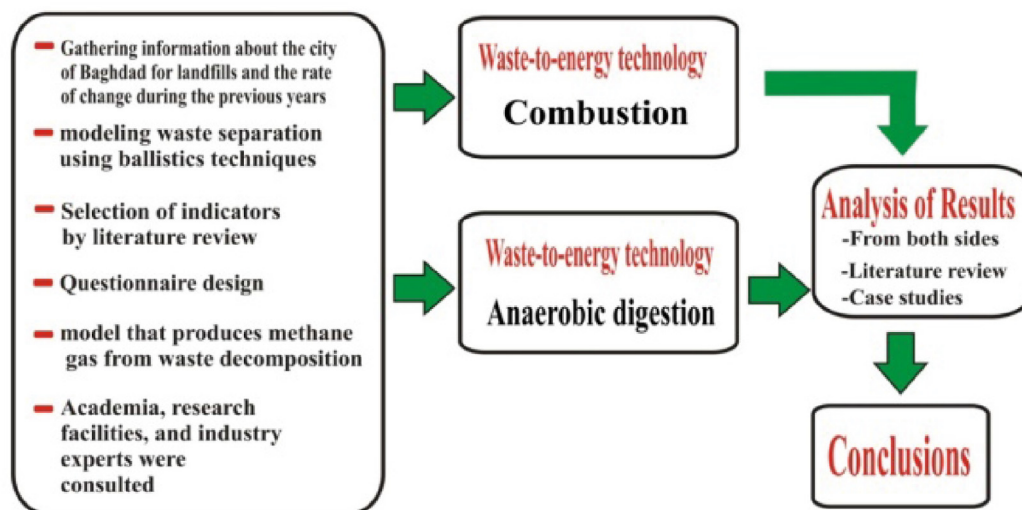 Gathering information about the city
of Baghdad for landfills and the rate
of change during the previous years
modeling waste separation
using ballistics techniques
Selection of indicators
by literature review
Questionnaire design
model that produces methane
gas from waste decomposition
Academia, research
facilities, and industry
experts were
consulted
Waste-to-energy technology
Combustion
Waste-to-energy technology
Anaerobic digestion
Analysis of Results
-From both sides
-Literature review
-Case studies
Conclusions